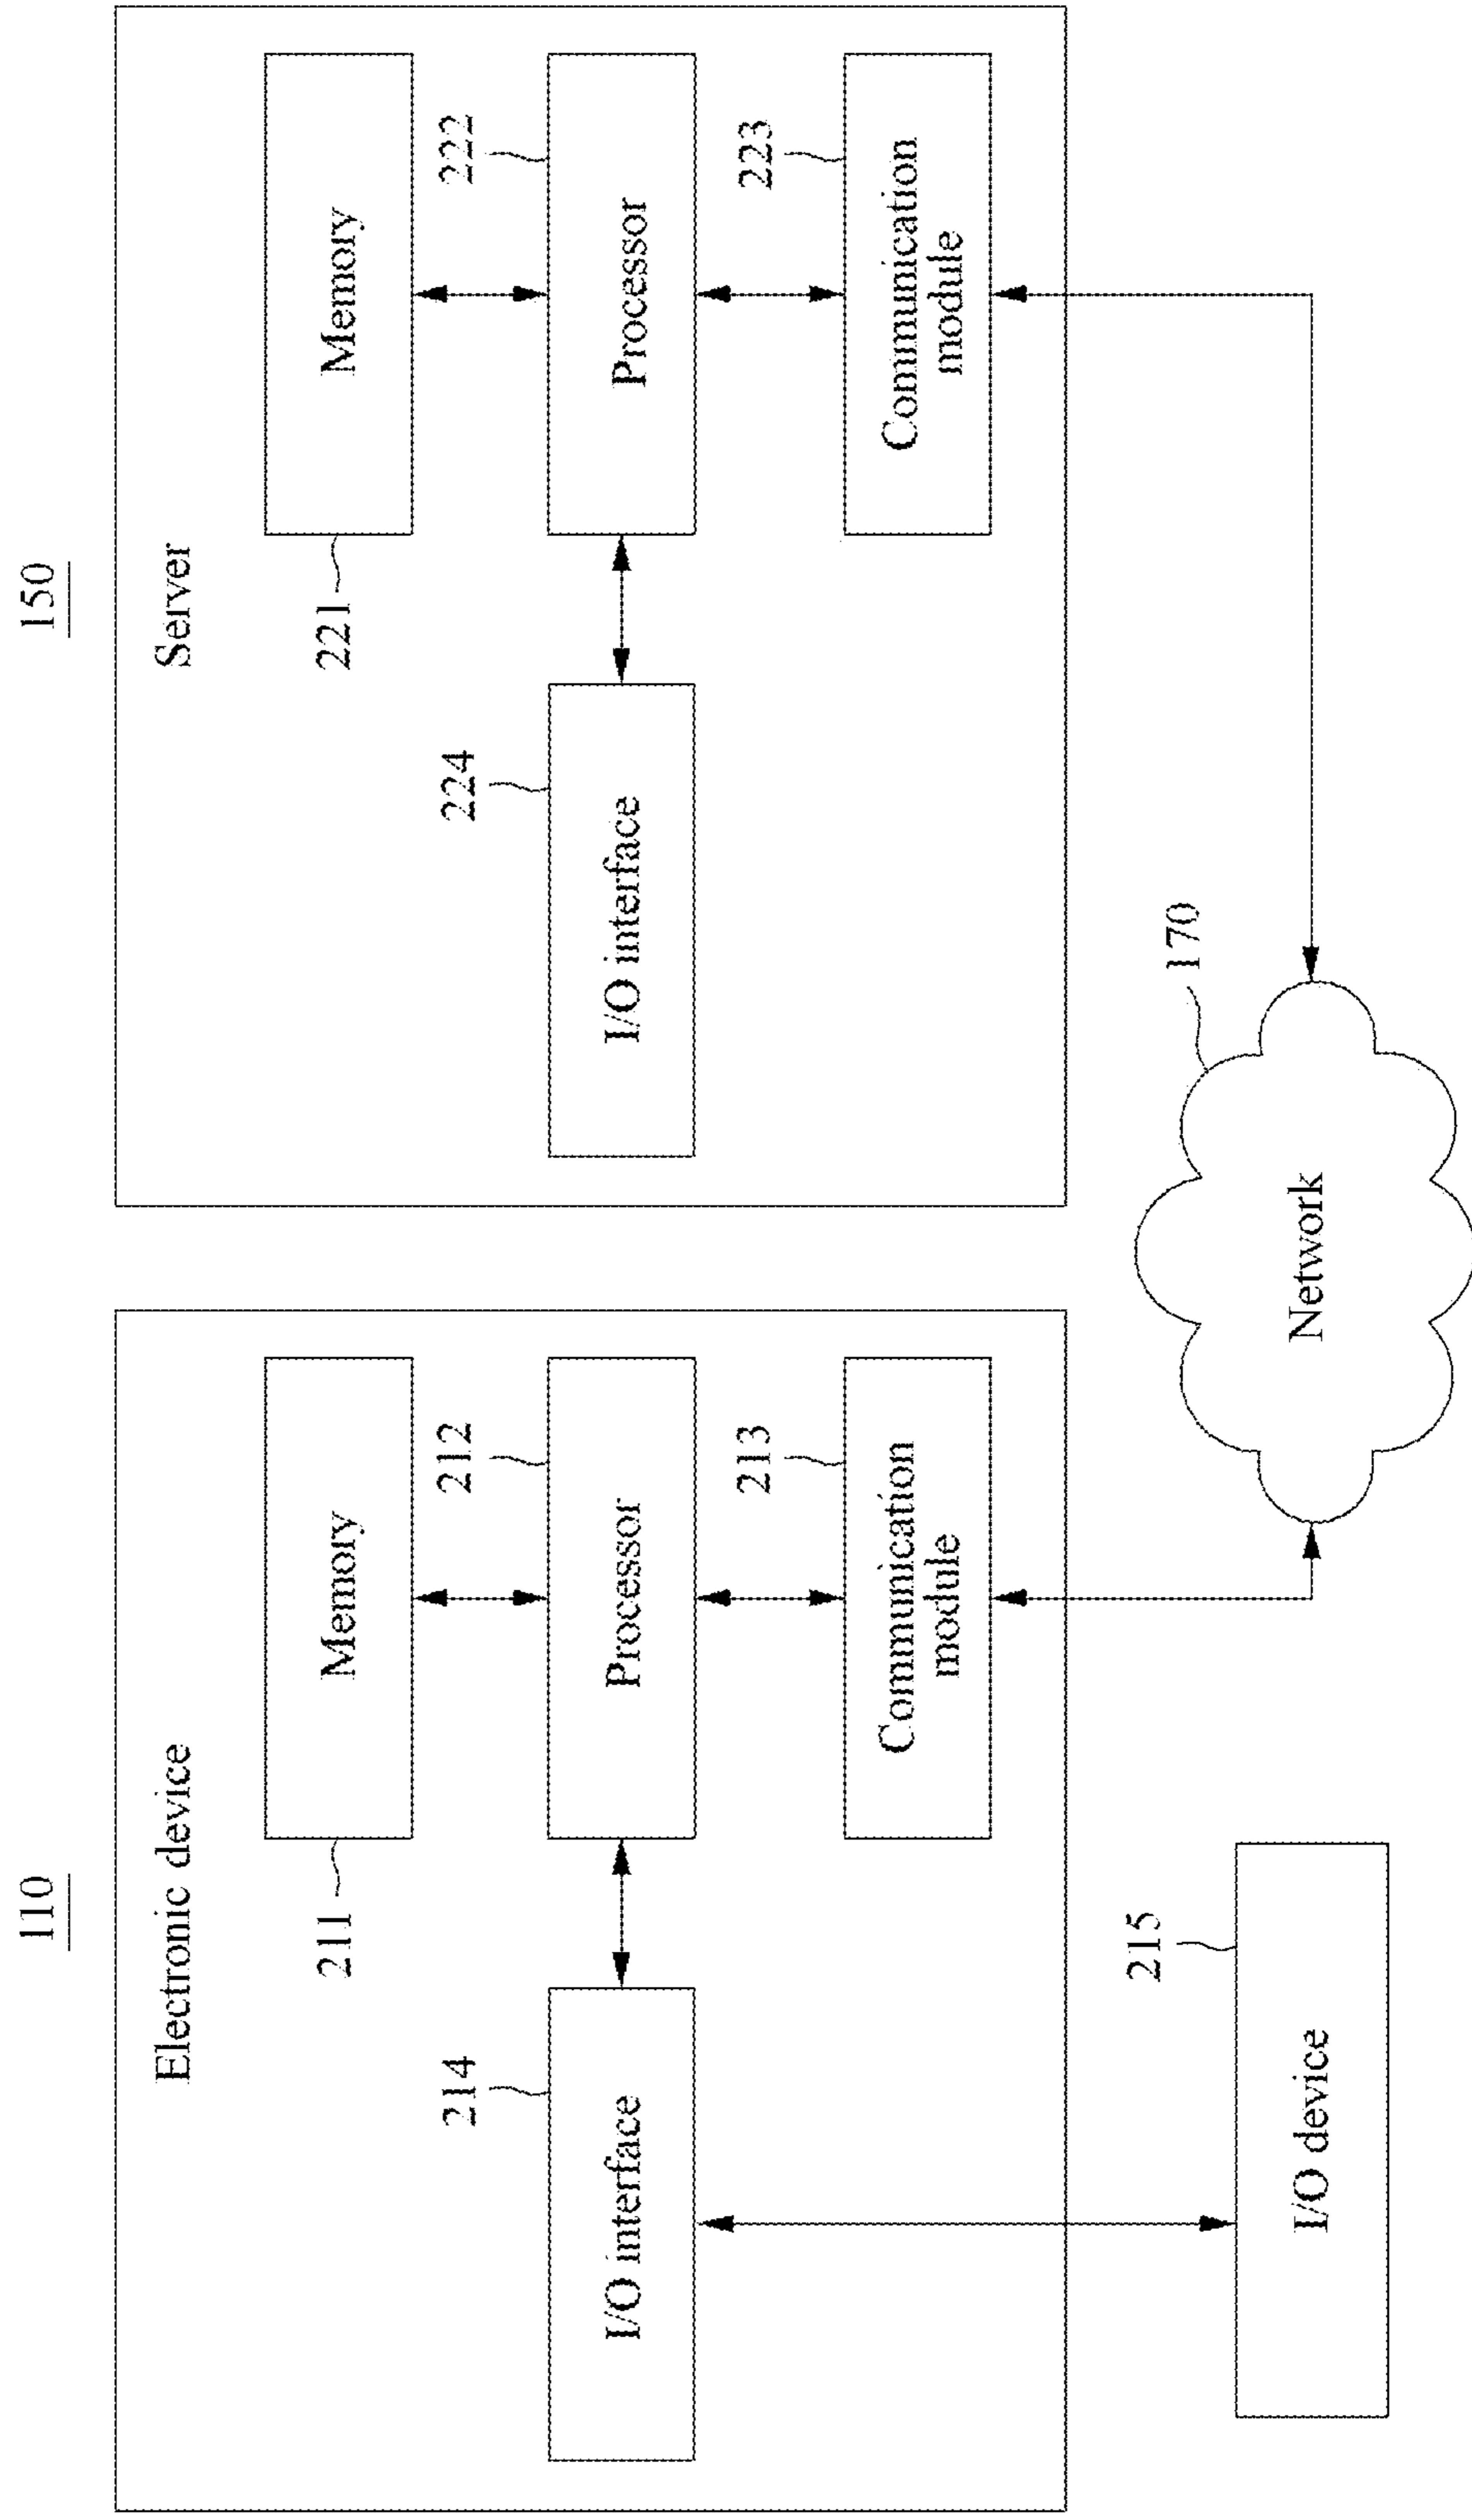 110
Electronic device
211
Memory
212
Processor
213
Communication
module
214
I/O interface
215
I/O device
150
Server
221
Memory
222
Processor
223
Communication
module
224
I/O interface
170
Network